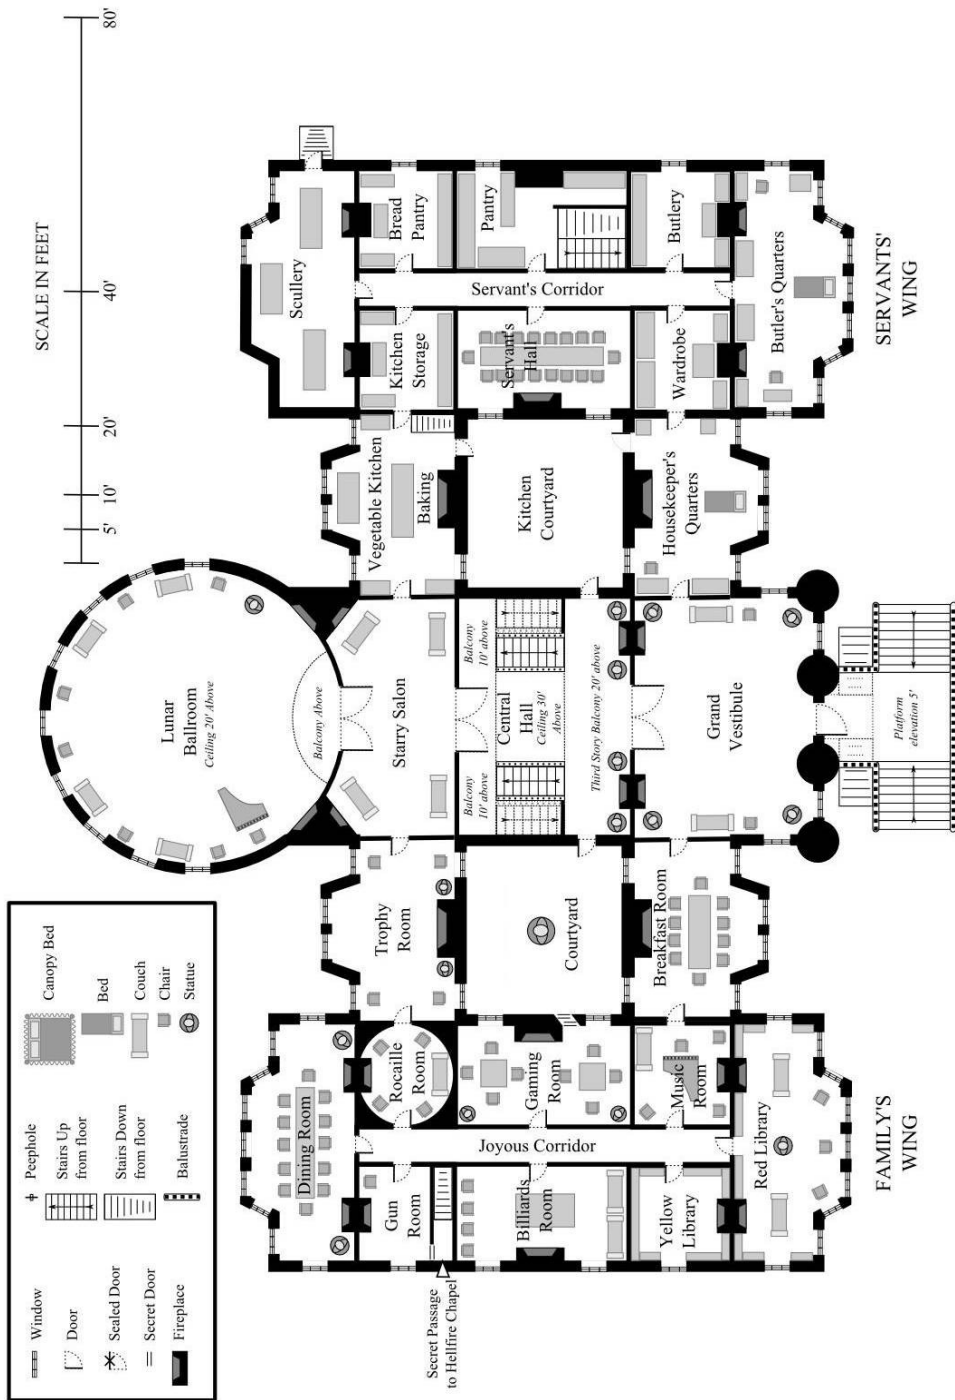 SCALE IN FEET
5'
10'
20'
40'
80'
Window
Door
Sealed Door
Secret Door
Fireplace
Peephole
Stairs Up
from floor
Stairs Down
from floor
Balustrade
Canopy Bed
Bed
Couch
Chair
Statue
Dining Room
Gun
Room
Secret Passage
to Hellfire Chapel
Rocaille
Room
Joyous Corridor
Billiards
Room
Gaming
Room
Yellow
Library
Music
Room
Red Library
FAMILY'S
WING
Trophy
Room
Courtyard
Breakfast Room
Lunar
Ballroom
Ceiling 20' Above
Balcony Above
Starry Salon
Balcony
10' above
Central
Hall
Ceiling 30'
Above
Balcony
10' above
Third Story Balcony 20' above
Grand
Vestibule
Platform
elevation 5'
Vegetable Kitchen
Baking
Kitchen
Courtyard
Housekeeper's
Quarters
Scullery
Kitchen
Storage
Bread
Pantry
Servant's
Hall
Servant's Corridor
Pantry
Wardrobe
Butlery
Butler's Quarters
SERVANTS'
WING